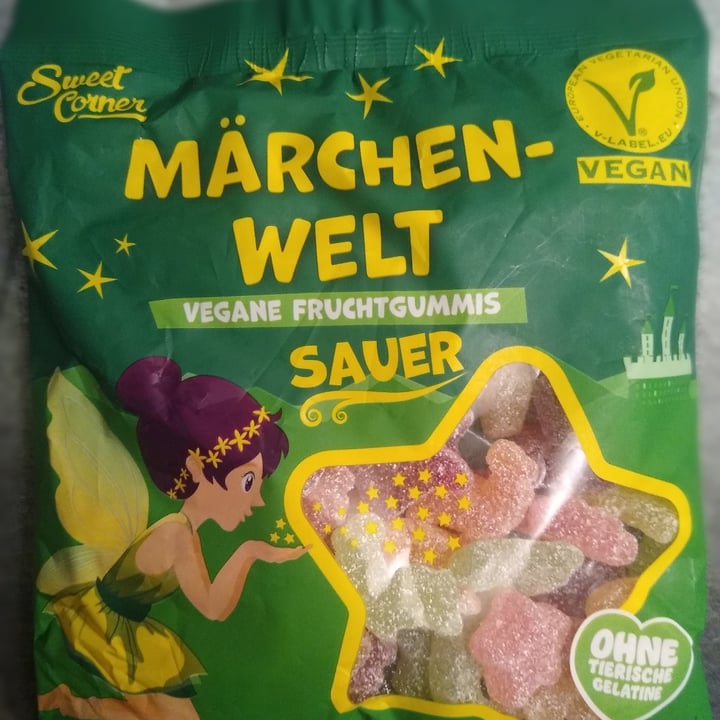 Sweet
Corner
MÄRCHEN-
WELT
VEGANE FRUCHTGUMMIS
SAUER
EUROPEAN VEGETARIAN UNION
®
V-LABEL.EU
VEGAN
OHNE
TIERISCHE
GELATINE